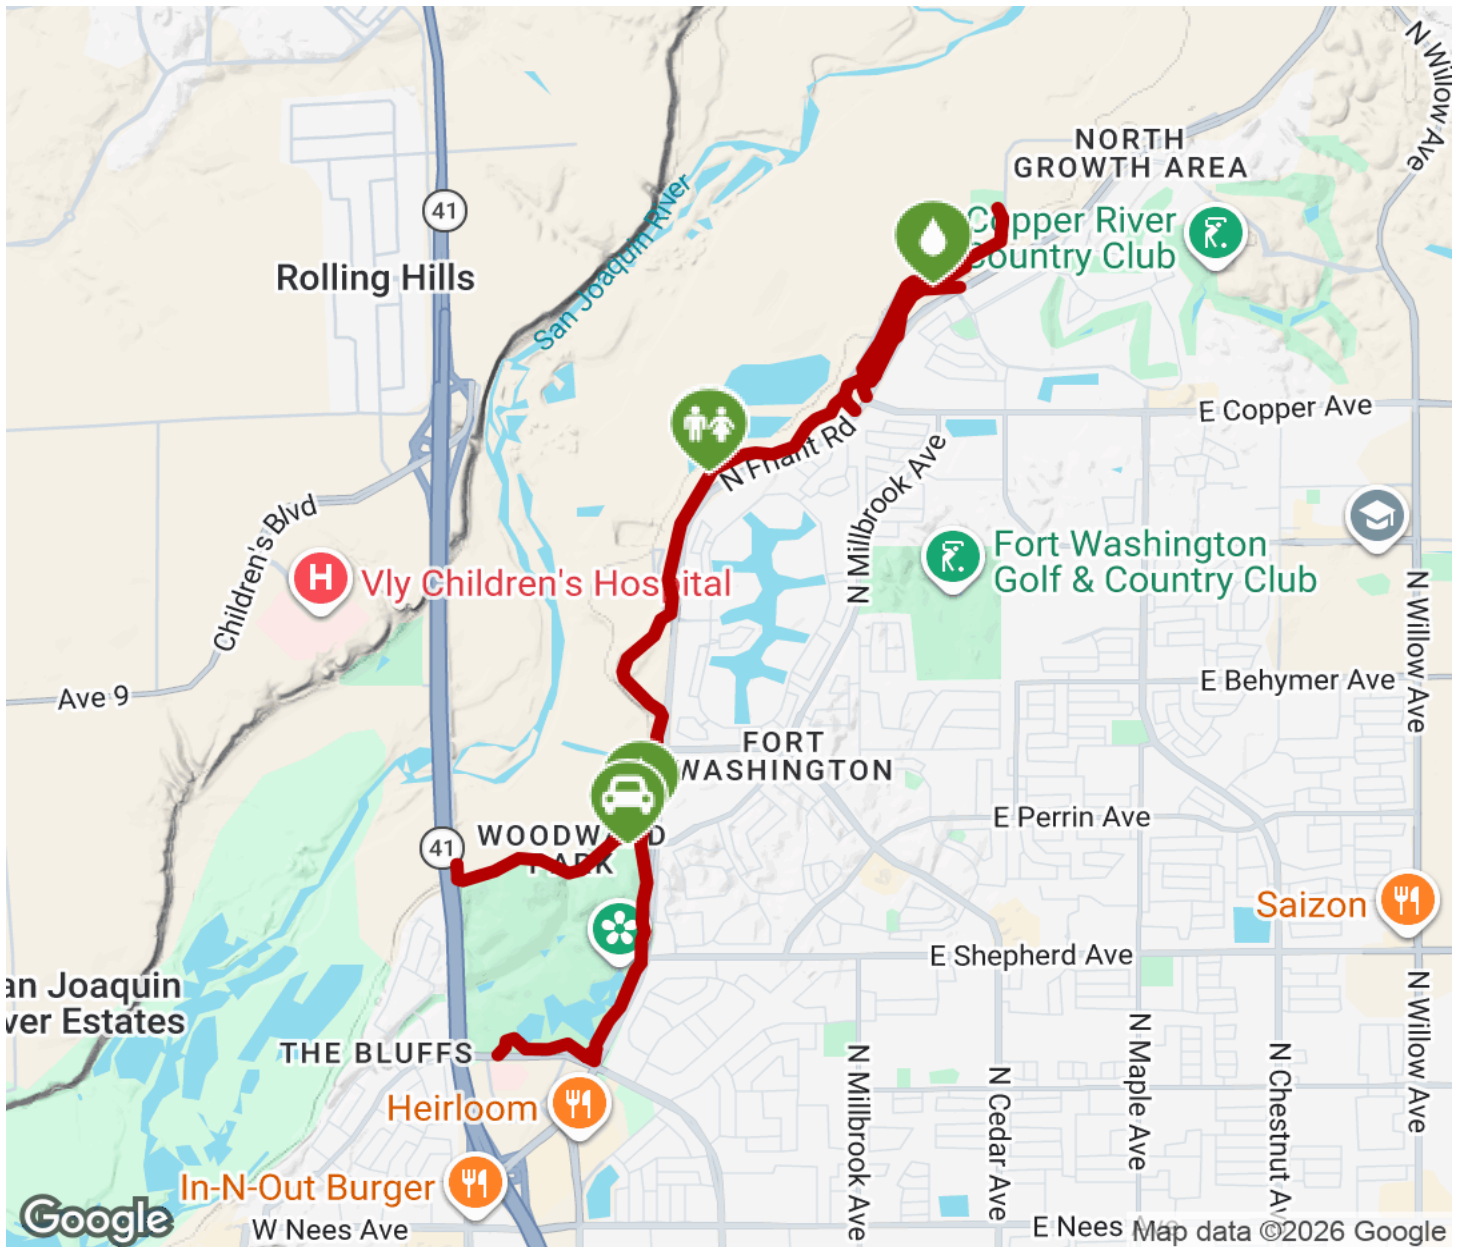 N Willow Ave
NORTH
GROWTH AREA
41
Copper River
Country Club
San Joaquin River
Rolling Hills
E Copper Ave
N Friant Rd
N Millbrook Ave
Children's Blvd
Fort Washington
Golf & Country Club
H
Vly Children's Hospital
N Willow Ave
Ave 9
E Behymer Ave
FORT
WASHINGTON
E Perrin Ave
WOODWARD
PARK
41
Saizon
E Shepherd Ave
an Joaquin
ver Estates
THE BLUFFS
N Millbrook Ave
N Cedar Ave
N Maple Ave
N Chestnut Av
N Willow Ave
Heirloom
In-N-Out Burger
W Nees Ave
E Nees Ave
Google
Map data ©2026 Google